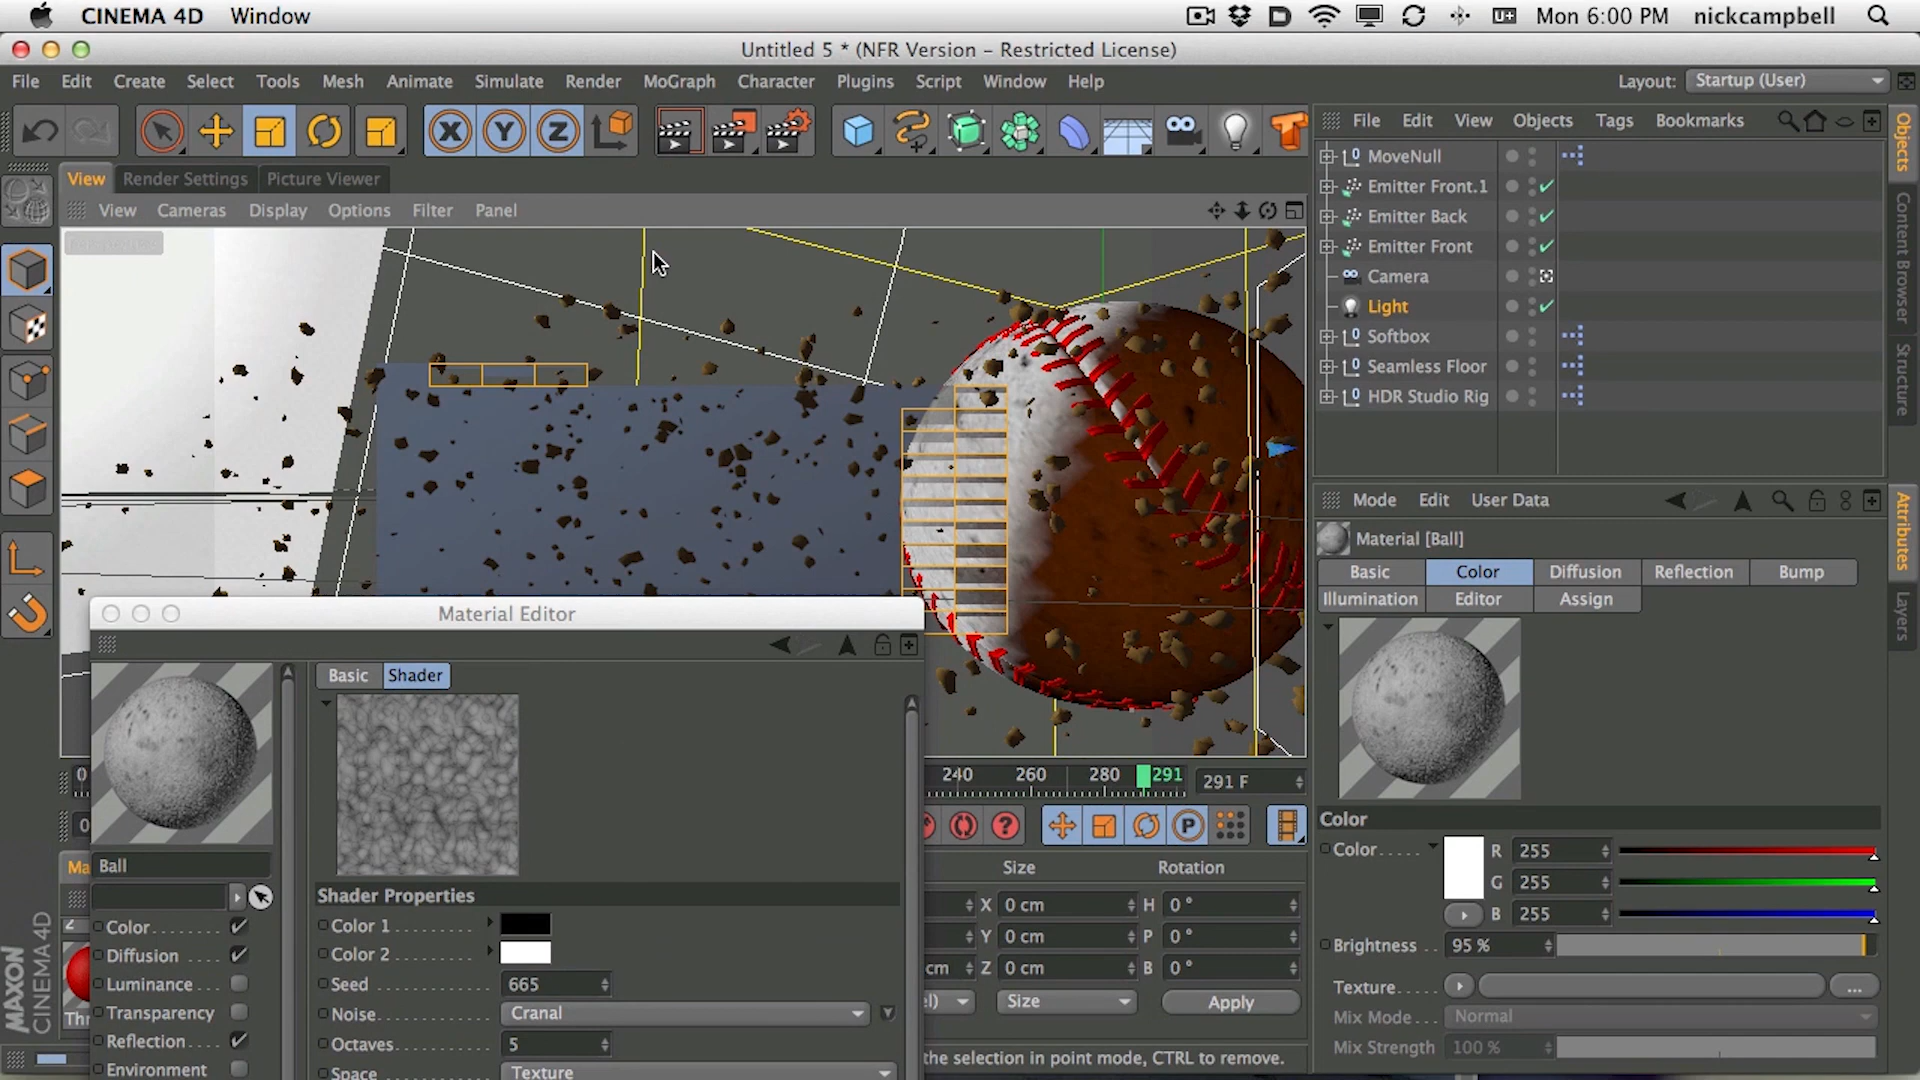 CINEMA 4D Window Mon 6:00 PM nickcampbell
Untitled 5 * (NFR Version – Restricted License)
File Edit Create Select Tools Mesh Animate Simulate Render MoGraph Character Plugins Script Window Help Layout: Startup (User)
X Y Z
File Edit View Objects Tags Bookmarks
View Render Settings Picture Viewer
View Cameras Display Options Filter Panel
MoveNull
Emitter Front.1
Emitter Back
Emitter Front
Camera
Light
Softbox
Seamless Floor
HDR Studio Rig
Objects
Content Browser
Structure
Mode Edit User Data
Attributes
Layers
Material [Ball]
Basic Color Diffusion Reflection Bump
Illumination Editor Assign
Material Editor
Basic Shader
Ball
Color
Diffusion
Luminance
Transparency
Reflection
Environment
Shader Properties
Color 1
Color 2
Seed 665
Noise Cranal
Octaves 5
Space Texture
0 240 260 280 291 291 F
P
Size Rotation
X 0 cm H 0 °
Y 0 cm P 0 °
cm Z 0 cm B 0 °
Size Apply
the selection in point mode, CTRL to remove.
Color
Color R 255
G 255
B 255
Brightness 95 %
Texture ...
Mix Mode Normal
Mix Strength 100 %
MAXON
CINEMA 4D